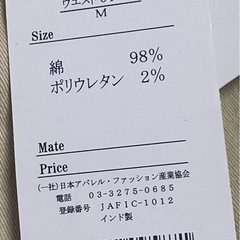 M
Size
綿 98%
ポリウレタン 2%
Mate
Price
(一社)日本アパレル・ファッション産業協会
電話 03-3275-0685
登録番号 JAFIC-1012
インド製